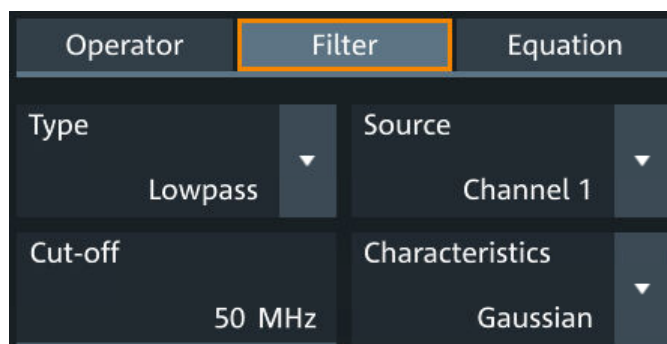 Operator Filter Equation
Type Source
Lowpass Channel 1
Cut-off Characteristics
50 MHz Gaussian